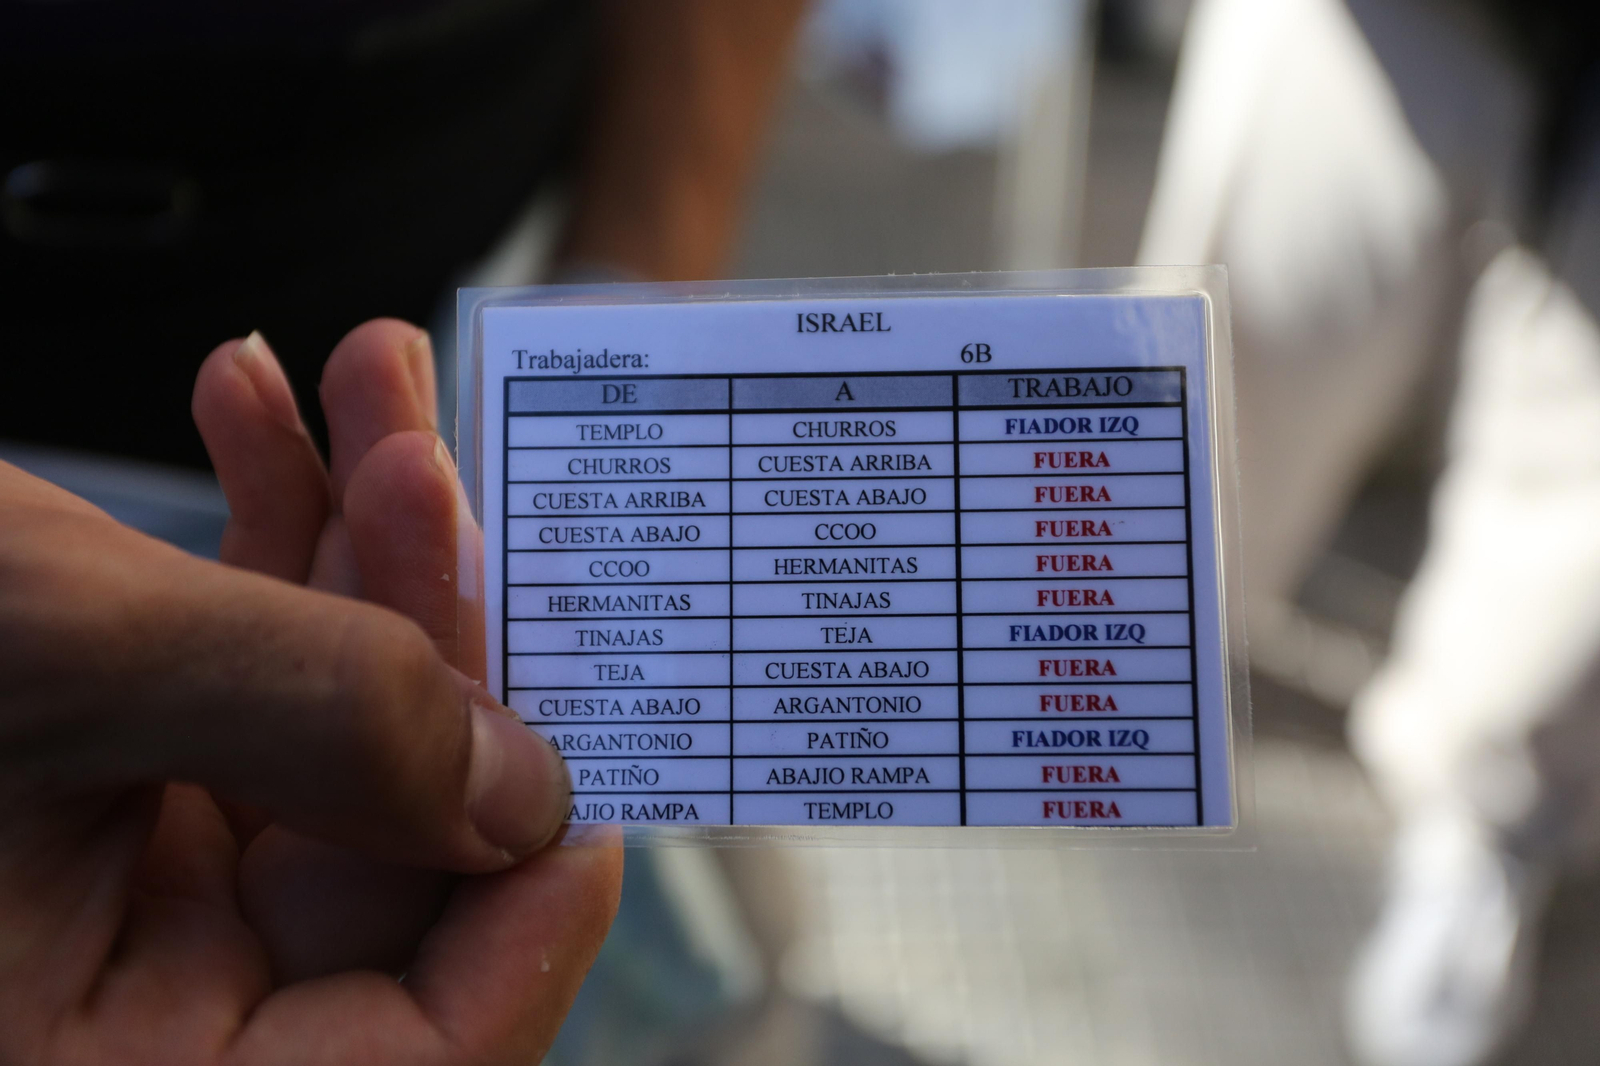 ISRAEL
Trabajadera: 6B
DE A TRABAJO
TEMPLO CHURROS FIADOR IZQ
CHURROS CUESTA ARRIBA FUERA
CUESTA ARRIBA CUESTA ABAJO FUERA
CUESTA ABAJO CCOO FUERA
CCOO HERMANITAS FUERA
HERMANITAS TINAJAS FUERA
TINAJAS TEJA FIADOR IZQ
TEJA CUESTA ABAJO FUERA
CUESTA ABAJO ARGANTONIO FUERA
ARGANTONIO PATIÑO FIADOR IZQ
PATIÑO ABAJIO RAMPA FUERA
AJIO RAMPA TEMPLO FUERA